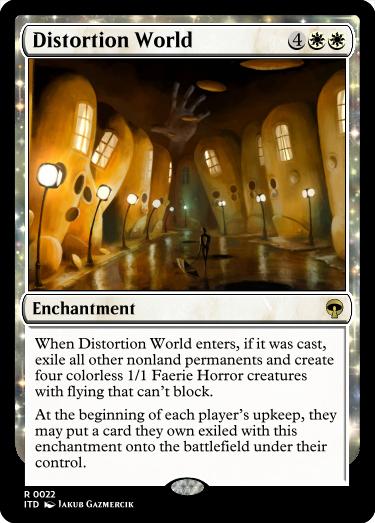 Distortion World 4
Enchantment
When Distortion World enters, if it was cast,
exile all other nonland permanents and create
four colorless 1/1 Faerie Horror creatures
with flying that can't block.
At the beginning of each player's upkeep, they
may put a card they own exiled with this
enchantment onto the battlefield under their
control.
R 0022
ITD Jakub Gazmercik